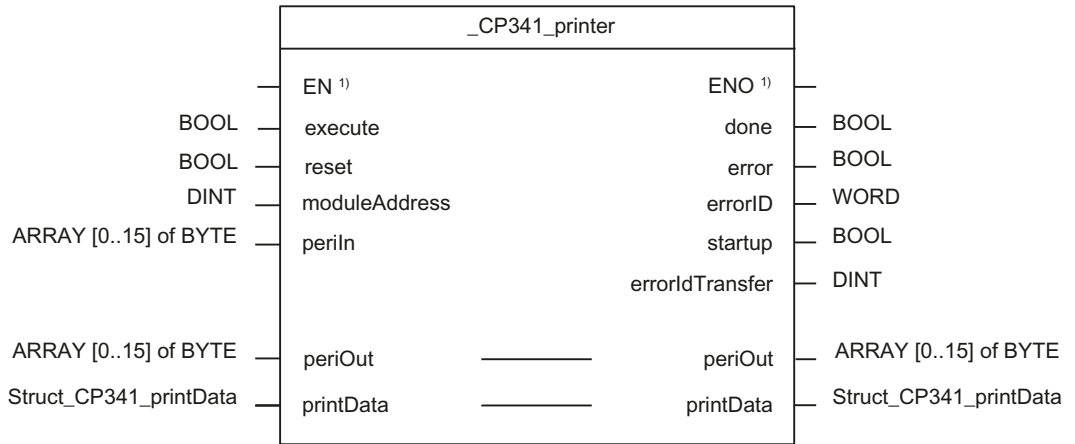 _CP341_printer
EN 1) ENO 1)
BOOL execute done BOOL
BOOL reset error BOOL
DINT moduleAddress errorID WORD
ARRAY [0..15] of BYTE periIn startup BOOL
errorIdTransfer DINT
ARRAY [0..15] of BYTE periOut periOut ARRAY [0..15] of BYTE
Struct_CP341_printData printData printData Struct_CP341_printData